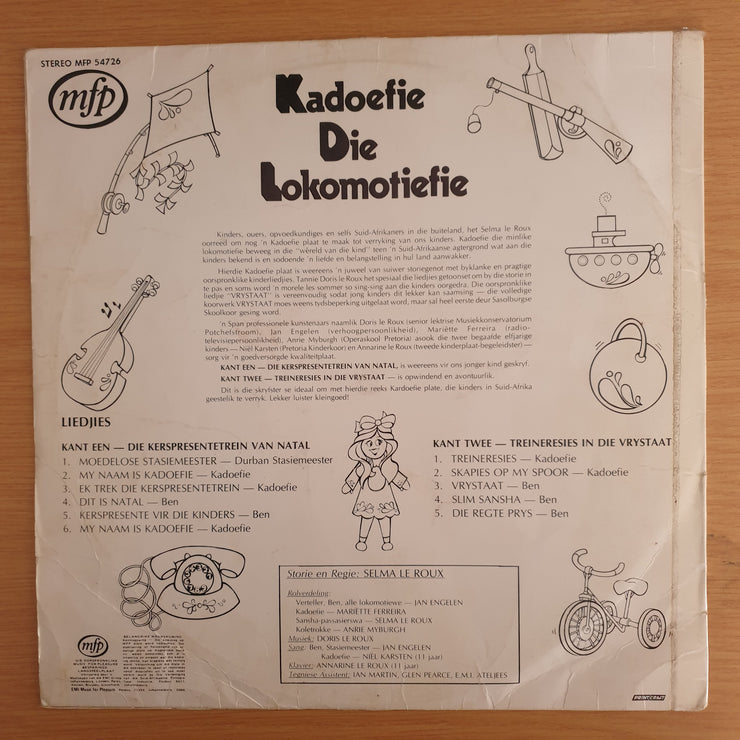 STEREO MFP 54726
mfp
Kadoefie
Die
Lokomotiefie
Kinders, ouers, opvoedkundiges en selfs Suid-Afrikaners in die buiteland, het Selma le Roux
oorreed om nog 'n Kadoefie plaat te maak tot verryking van ons kinders. Kadoefie die minlike
lokomotiefie beweeg in die "wêreld van die kind" teen 'n Suid-Afrikaanse agtergrond wat aan die
kinders bekend is en sodoende 'n liefde en belangstelling in hul land aanwakker.
Hierdie Kadoefie plaat is weereens 'n juweel van suiwer storiegenot met byklanke en pragtige
oorspronklike kinderliedjies. Tannie Doris le Roux het spesiaal die liedjies getoonset om by die storie in
te pas en soms word 'n morele les sommer so sing-sing aan die kinders oorgedra. Die oorspronklike
liedjie "VRYSTAAT" is vereenvoudig sodat jong kinders dit lekker kan saamsing — die volledige
koorwerk VRYSTAAT moes weens tydsbeperking uitgelaat word, maar sal heel eerste deur Sasolburgse
Skoolkoor gesing word.
'n Span professionele kunstenaars naamlik Doris le Roux (senior lektrise Musiekkonservatorium
Potchefstroom), Jan Engelen (verhoogpersoonlikheid), Mariëtte Ferreira (radio-
televisiepersoonlikheid), Anrie Myburgh (Operaskool Pretoria) asook die twee begaafde elfjarige
kinders — Niël Karsten (Pretoria Kinderkoor) en Annarine le Roux (tweede kinderplaat-begeleidster) —
sorg vir 'n goedversorgde kwaliteitplaat.
KANT EEN — DIE KERSPRESENTETREIN VAN NATAL, is weereens vir ons jonger kind geskryf.
KANT TWEE — TREINERESIES IN DIE VRYSTAAT — is opwindend en avontuurlik.
Dit is die skryfster se ideaal om met hierdie reeks Kardoefie plate, die kinders in Suid-Afrika
geestelik te verryk. Lekker luister kleingoed!
LIEDJIES
KANT EEN — DIE KERSPRESENTETREIN VAN NATAL
1. MOEDELOSE STASIEMEESTER — Durban Stasiemeester
2. MY NAAM IS KADOEFIE — Kadoefie
3. EK TREK DIE KERSPRESENTETREIN — Kadoefie
4. DIT IS NATAL — Ben
5. KERSPRESENTE VIR DIE KINDERS — Ben
6. MY NAAM IS KADOEFIE — Kadoefie
KANT TWEE — TREINERESIES IN DIE VRYSTAAT
1. TREINERESIES — Kadoefie
2. SKAPIES OP MY SPOOR — Kadoefie
3. VRYSTAAT — Ben
4. SLIM SANSHA — Ben
5. DIE REGTE PRYS — Ben
Storie en Regie: SELMA LE ROUX
Rolverdeling:
Verteller, Ben, alle lokomotiewe — JAN ENGELEN
Kadoefie — MARIËTTE FERREIRA
Sansha-passasierswa — SELMA LE ROUX
Koletrokke — ANRIE MYBURGH
Musiek: DORIS LE ROUX
Sang: Ben, Stasiemeester — JAN ENGELEN
Kadoefie — NIËL KARSTEN (11 jaar)
Klavier: ANNARINE LE ROUX (11 jaar)
Tegniese Assistent: IAN MARTIN, GLEN PEARCE, E.M.I. ATELJEES
mfp
EMI Music for Pleasure